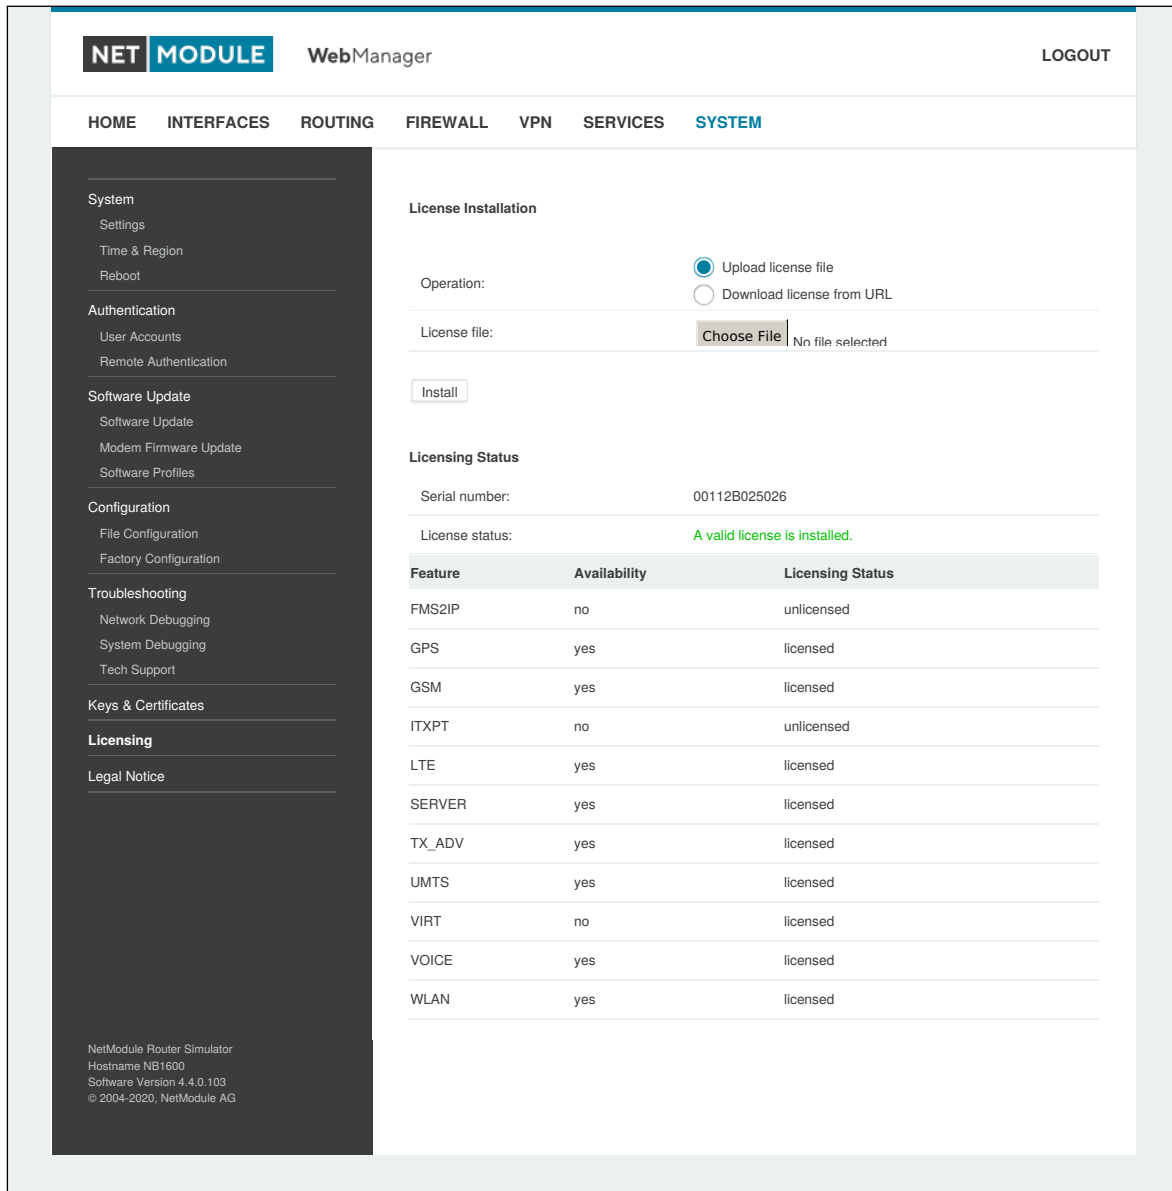 NET MODULE WebManager LOGOUT
HOME INTERFACES ROUTING FIREWALL VPN SERVICES SYSTEM
System
Settings
Time & Region
Reboot
Authentication
User Accounts
Remote Authentication
Software Update
Software Update
Modem Firmware Update
Software Profiles
Configuration
File Configuration
Factory Configuration
Troubleshooting
Network Debugging
System Debugging
Tech Support
Keys & Certificates
Licensing
Legal Notice
NetModule Router Simulator
Hostname NB1600
Software Version 4.4.0.103
© 2004-2020, NetModule AG
License Installation
Operation:
Upload license file
Download license from URL
License file: Choose File No file selected
Install
Licensing Status
Serial number: 00112B025026
License status: A valid license is installed.
Feature Availability Licensing Status
FMS2IP no unlicensed
GPS yes licensed
GSM yes licensed
ITXPT no unlicensed
LTE yes licensed
SERVER yes licensed
TX_ADV yes licensed
UMTS yes licensed
VIRT no licensed
VOICE yes licensed
WLAN yes licensed